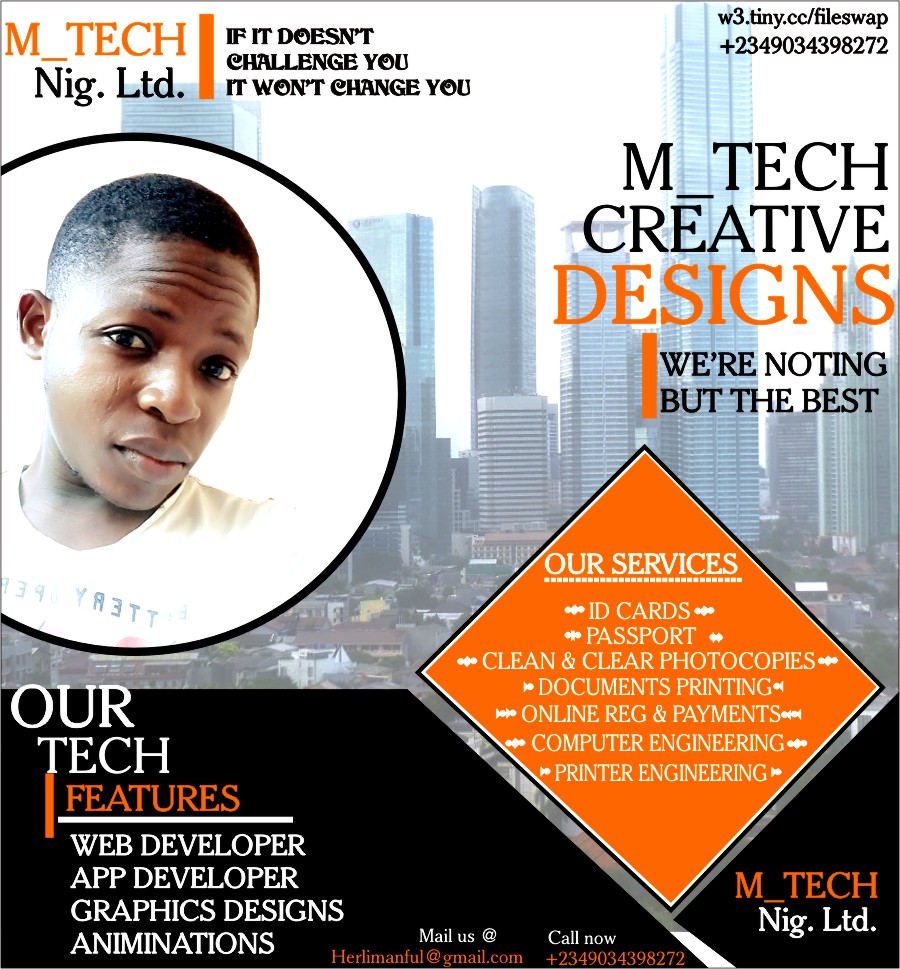 M_TECH
Nig. Ltd.
IF IT DOESN'T
CHALLENGE YOU
IT WON'T CHANGE YOU
w3.tiny.cc/fileswap
+2349034398272
M_TECH
CREATIVE
DESIGNS
WE'RE NOTING
BUT THE BEST
OUR SERVICES
ID CARDS
PASSPORT
CLEAN & CLEAR PHOTOCOPIES
DOCUMENTS PRINTING
ONLINE REG & PAYMENTS
COMPUTER ENGINEERING
PRINTER ENGINEERING
OUR
TECH
FEATURES
WEB DEVELOPER
APP DEVELOPER
GRAPHICS DESIGNS
ANIMINATIONS
Mail us @
Herlimanful@gmail.com
Call now
+2349034398272
M_TECH
Nig. Ltd.